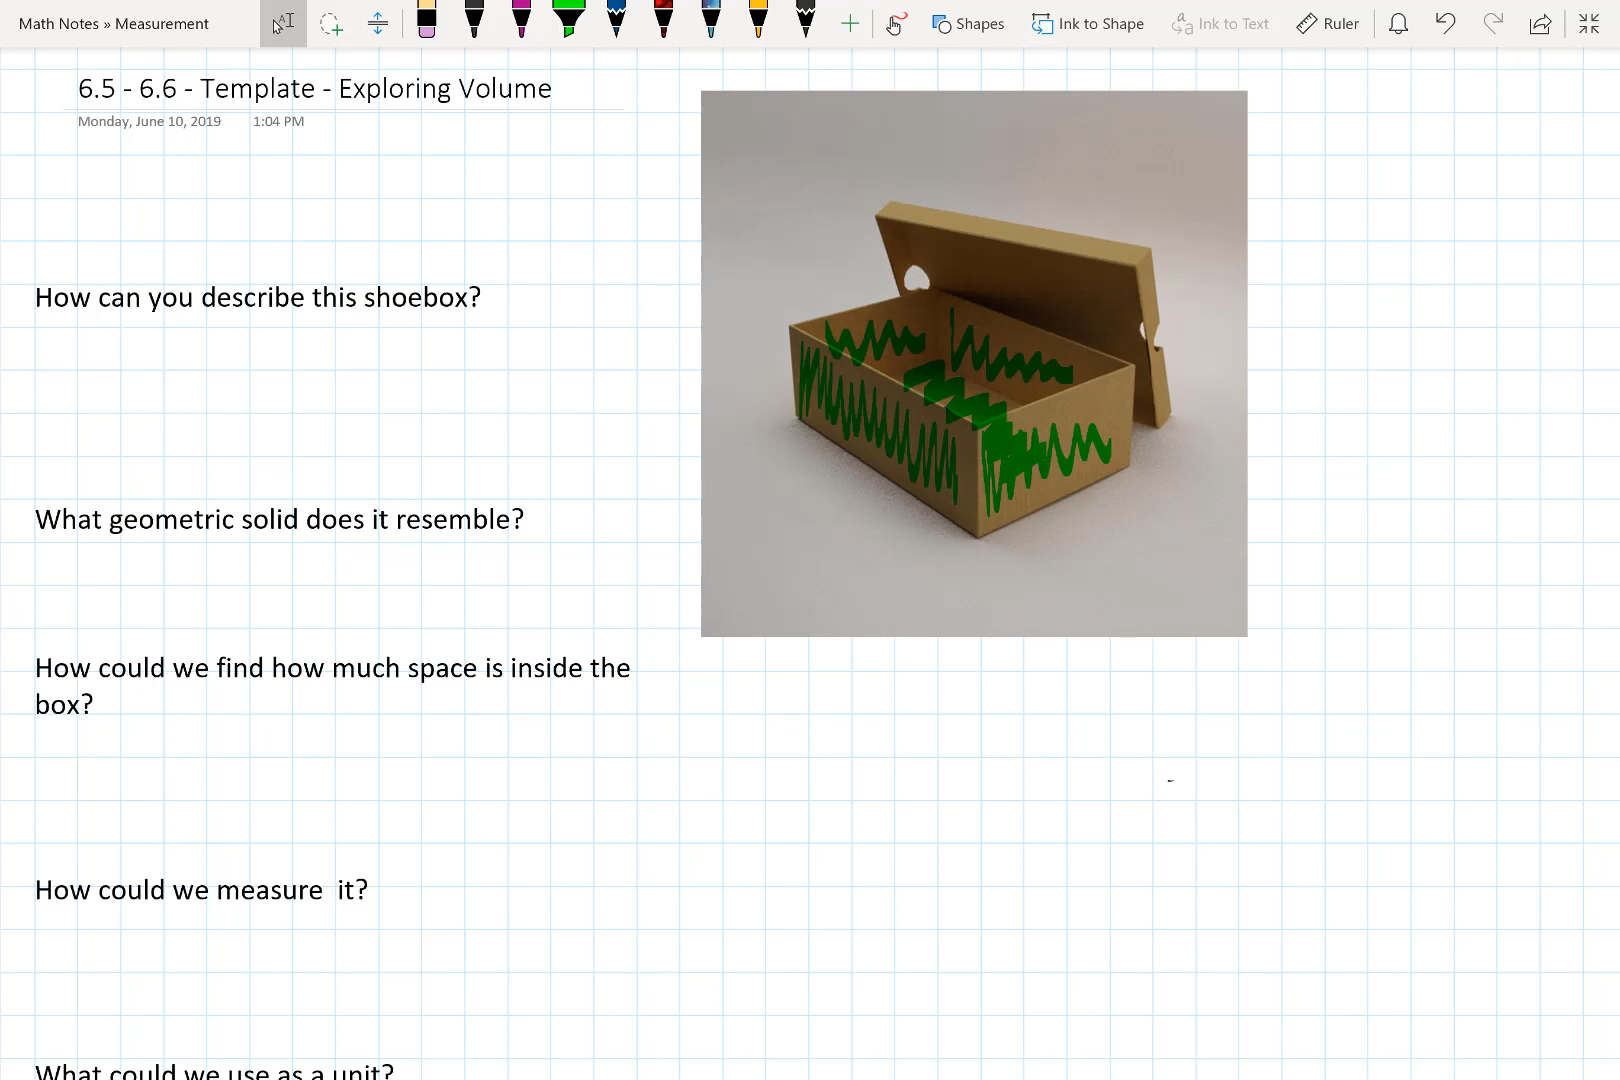 Math Notes » Measurement
Shapes
Ink to Shape
Ink to Text
Ruler
6.5 - 6.6 - Template - Exploring Volume
Monday, June 10, 2019 1:04 PM
How can you describe this shoebox?
What geometric solid does it resemble?
How could we find how much space is inside the
box?
How could we measure  it?
What could we use as a unit?